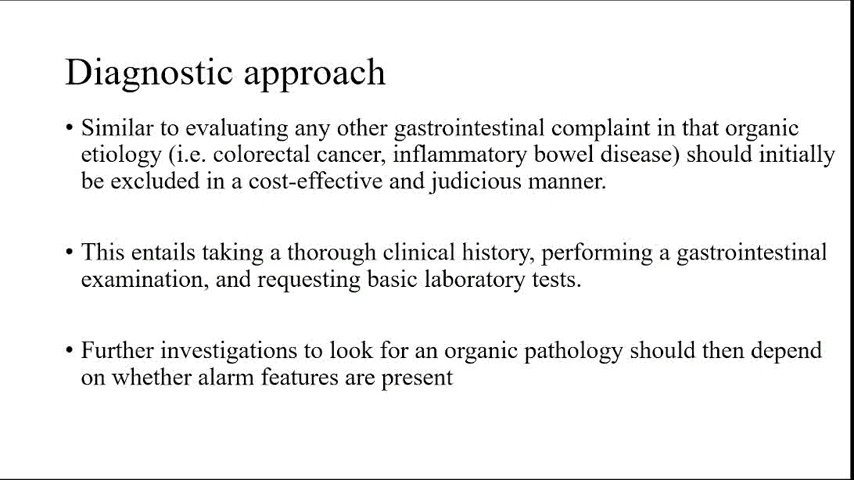 Diagnostic approach
• Similar to evaluating any other gastrointestinal complaint in that organic
etiology (i.e. colorectal cancer, inflammatory bowel disease) should initially
be excluded in a cost-effective and judicious manner.
• This entails taking a thorough clinical history, performing a gastrointestinal
examination, and requesting basic laboratory tests.
• Further investigations to look for an organic pathology should then depend
on whether alarm features are present